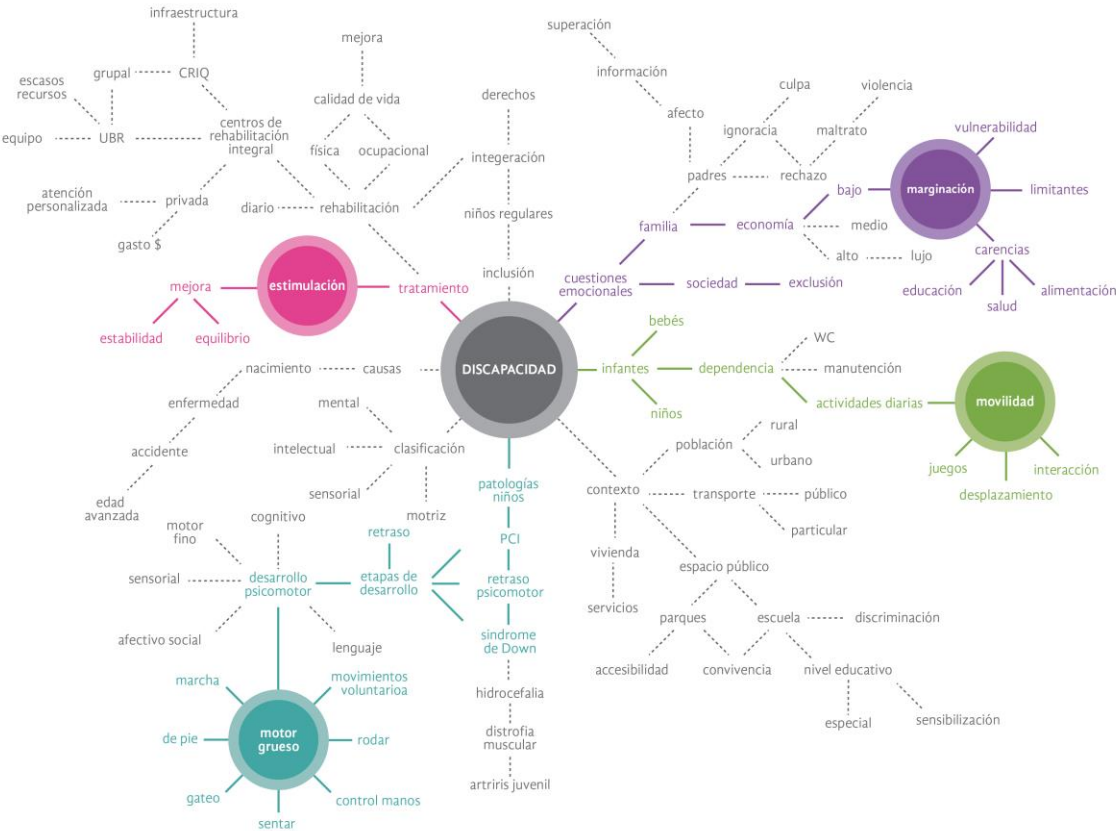 infraestructura
grupal
CRIQ
escasos
recursos
equipo
UBR
centros de
rehabilitación
integral
atención
personalizada
privada
gasto $
mejora
calidad de vida
física
ocupacional
diario
rehabilitación
derechos
integeración
niños regulares
inclusión
superación
información
afecto
culpa
violencia
ignoracia
maltrato
padres
rechazo
familia
economía
bajo
medio
alto
lujo
marginación
vulnerabilidad
limitantes
carencias
educación
salud
alimentación
cuestiones
emocionales
sociedad
exclusión
mejora
estimulación
tratamiento
estabilidad
equilibrio
DISCAPACIDAD
bebés
infantes
niños
dependencia
WC
manutención
actividades diarias
movilidad
juegos
desplazamiento
interacción
nacimiento
causas
enfermedad
accidente
edad
avanzada
mental
intelectual
clasificación
sensorial
motriz
contexto
población
rural
urbano
transporte
público
particular
vivienda
servicios
espacio público
parques
escuela
discriminación
accesibilidad
convivencia
nivel educativo
especial
sensibilización
patologías
niños
PCI
retraso
psicomotor
sindrome
de Down
hidrocefalia
distrofia
muscular
artriris juvenil
retraso
etapas de
desarrollo
cognitivo
motor
fino
sensorial
desarrollo
psicomotor
afectivo social
lenguaje
marcha
movimientos
voluntarioa
de pie
motor
grueso
rodar
gateo
control manos
sentar